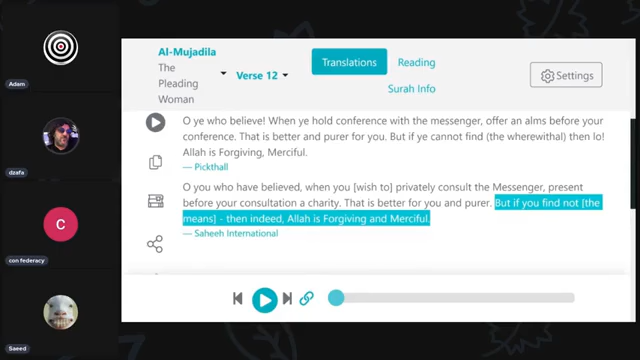 Al-Mujadila
The
Pleading
Woman
Verse 12
Translations
Reading
Surah Info
Settings
O ye who believe! When ye hold conference with the messenger, offer an alms before your
conference. That is better and purer for you. But if ye cannot find (the wherewithal) then lo!
Allah is Forgiving, Merciful.
— Pickthall
O you who have believed, when you [wish to] privately consult the Messenger, present
before your consultation a charity. That is better for you and purer. But if you find not [the
means] - then indeed, Allah is Forgiving and Merciful.
— Saheeh International
Adam
dzafa
C
con federacy
Saeed